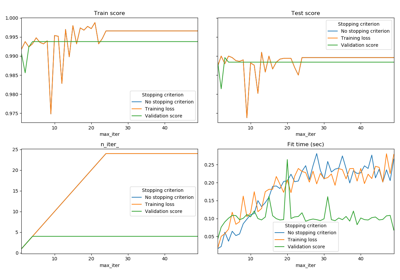 Train score
1.000
0.995
0.990
0.985
0.980
0.975
Stopping criterion
No stopping criterion
Training loss
Validation score
10
20
30
40
max_iter
Test score
Stopping criterion
No stopping criterion
Training loss
Validation score
10
20
30
40
max_iter
n_iter_
25
20
15
10
5
0
Stopping criterion
No stopping criterion
Training loss
Validation score
10
20
30
40
max_iter
Fit time (sec)
0.25
0.20
0.15
0.10
0.05
Stopping criterion
No stopping criterion
Training loss
Validation score
10
20
30
40
max_iter